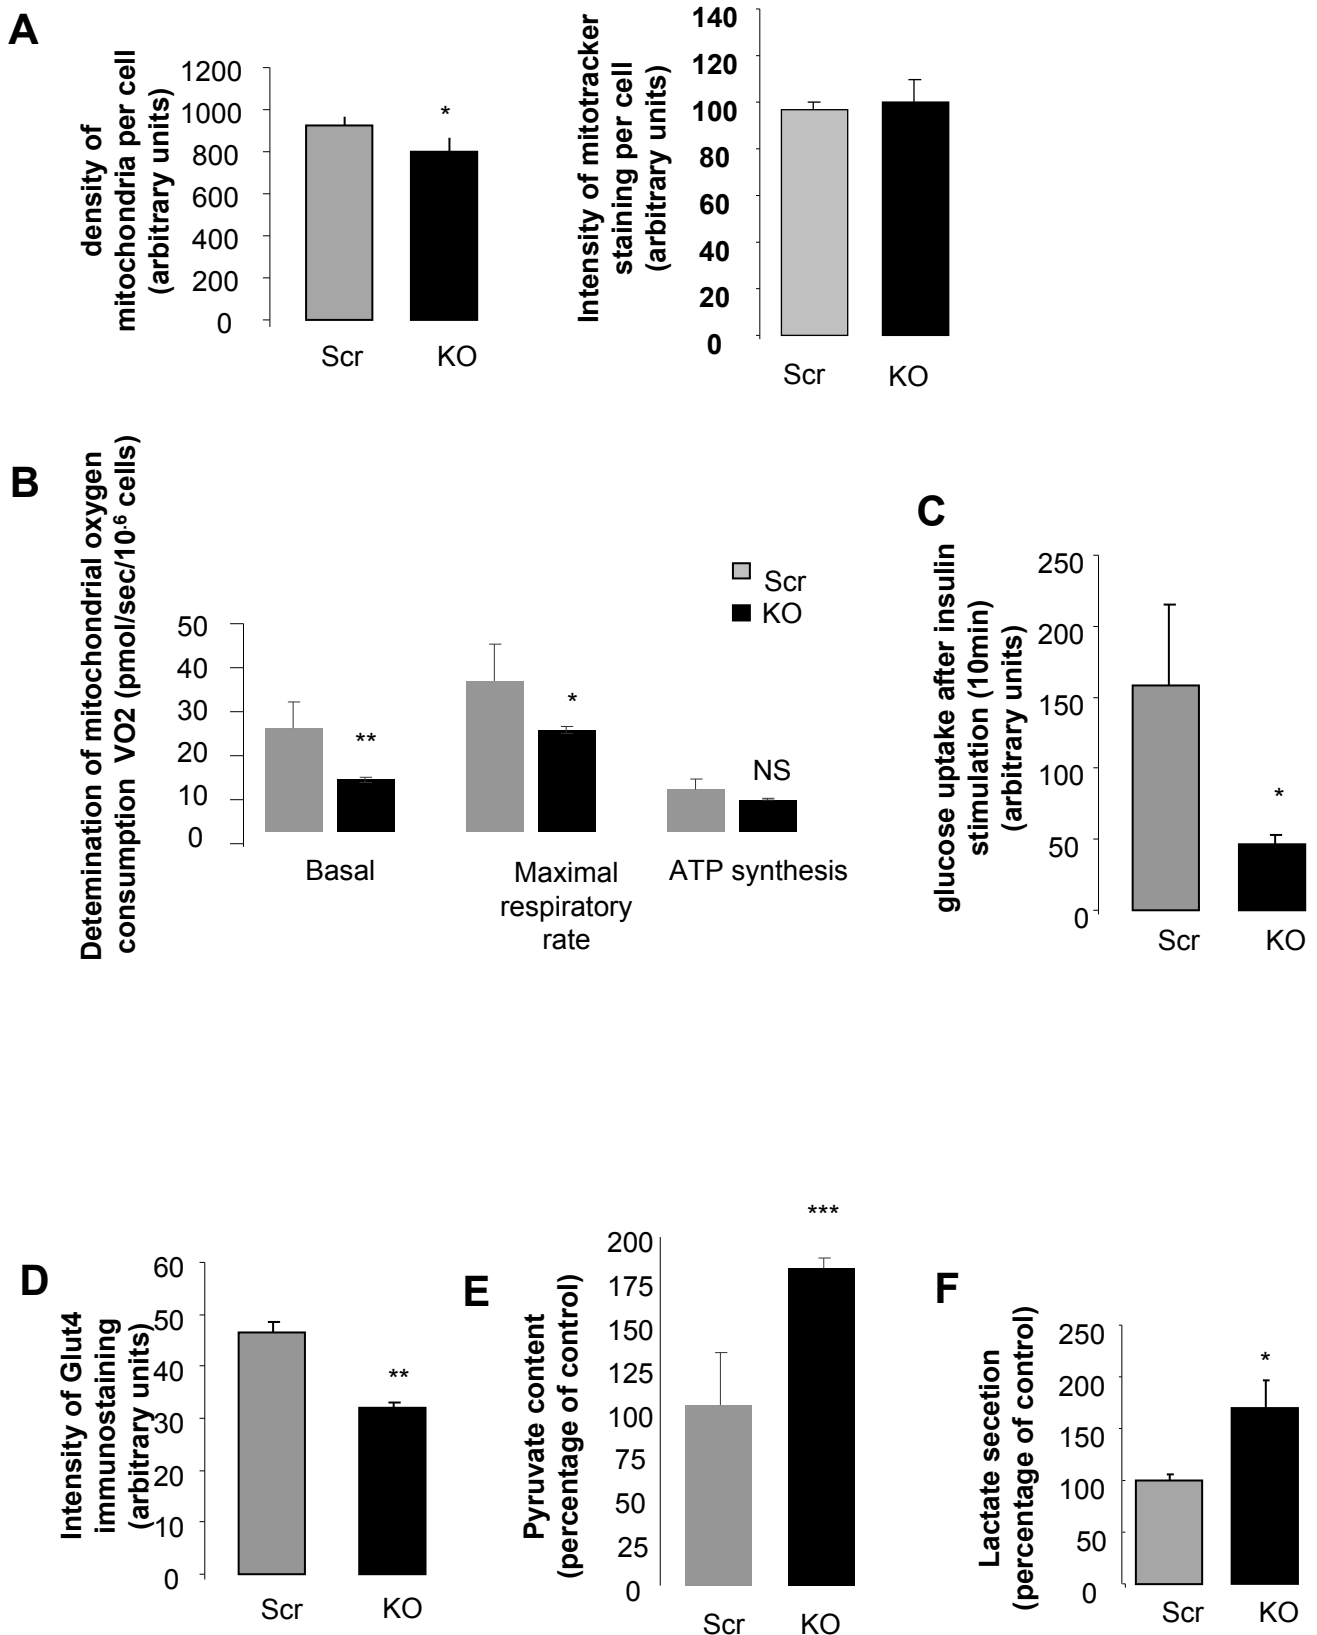 A
density of
mitochondria per cell
(arbitrary units)
1200
1000
800
600
400
200
0
*
Scr
KO
Intensity of mitotracker
staining per cell
(arbitrary units)
140
120
100
80
60
40
20
0
Scr
KO
B
Detemination of mitochondrial oxygen
consumption VO2 (pmol/sec/10-6 cells)
50
40
30
20
10
0
**
*
NS
Scr
KO
Basal
Maximal
respiratory
rate
ATP synthesis
C
glucose uptake after insulin
stimulation (10min)
(arbitrary units)
250
200
150
100
50
0
*
Scr
KO
D
Intensity of Glut4
immunostaining
(arbitrary units)
60
50
40
30
20
10
0
**
Scr
KO
E
Pyruvate content
(percentage of control)
200
175
150
125
100
75
50
25
0
***
Scr
KO
F
Lactate secetion
(percentage of control)
250
200
150
100
50
0
*
Scr
KO